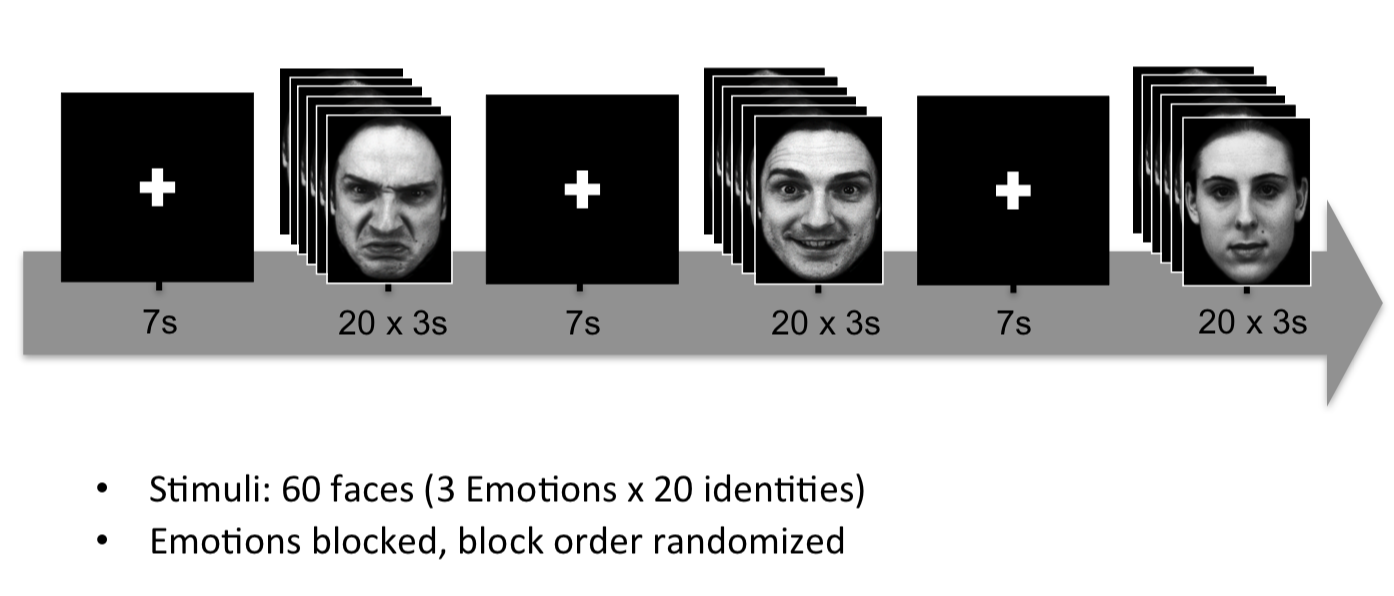 7s
20 x 3s
7s
20 x 3s
7s
20 x 3s
• Stimuli: 60 faces (3 Emotions x 20 identities)
• Emotions blocked, block order randomized